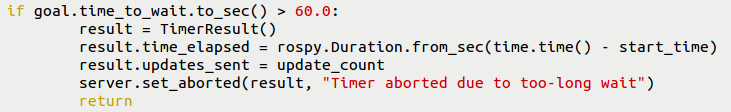 if goal.time_to_wait.to_sec() > 60.0:
        result = TimerResult()
        result.time_elapsed = rospy.Duration.from_sec(time.time() - start_time)
        result.updates_sent = update_count
        server.set_aborted(result, "Timer aborted due to too-long wait")
        return